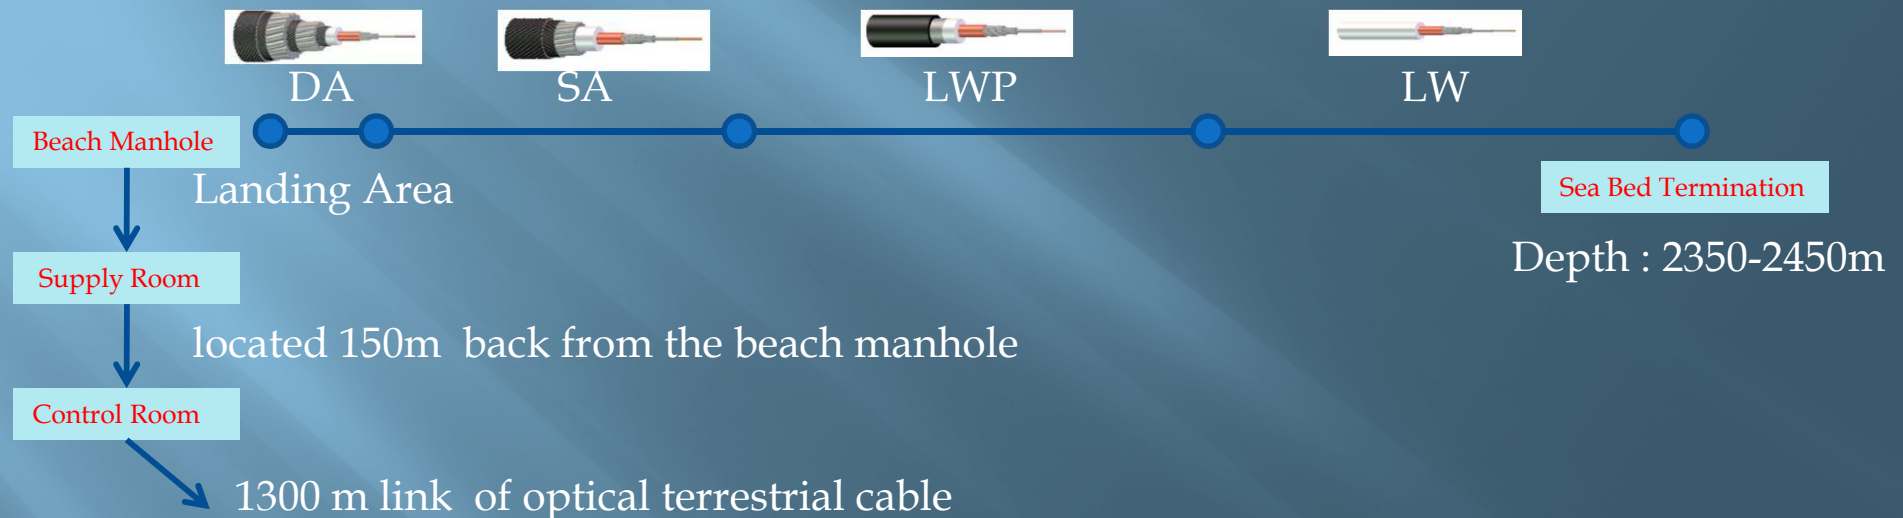 DA
SA
LWP
LW
Beach Manhole
Landing Area
Sea Bed Termination
Depth : 2350-2450m
Supply Room
located 150m back from the beach manhole
Control Room
1300 m link of optical terrestrial cable